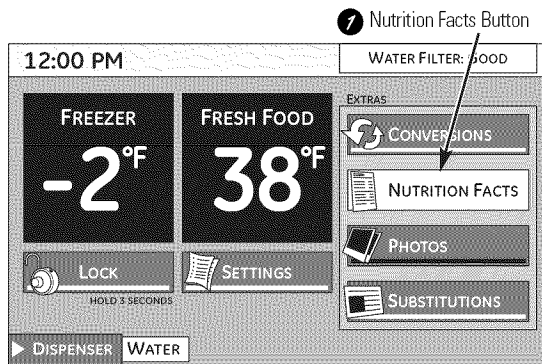 1 Nutrition Facts Button
12:00 PM
WATER FILTER: GOOD
EXTRAS
FREEZER
-2°F
FRESH FOOD
38°F
CONVERSIONS
NUTRITION FACTS
PHOTOS
SUBSTITUTIONS
LOCK
HOLD 3 SECONDS
SETTINGS
DISPENSER
WATER